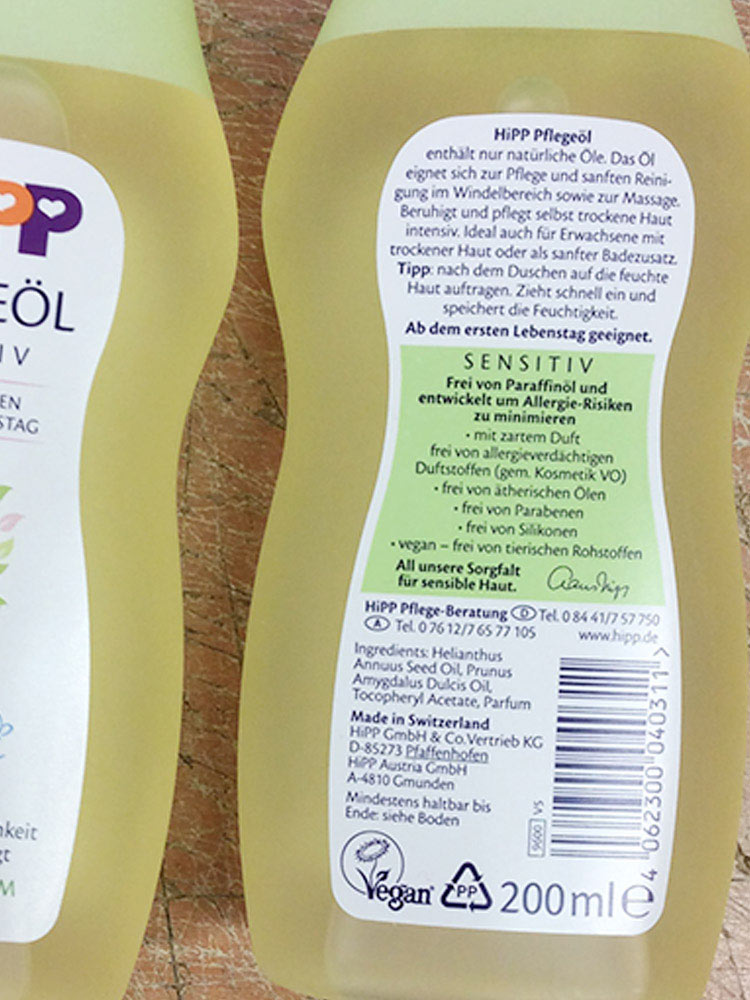 PP
EÖL
IV
EN
STAG
nkeit
gt
M
HiPP Pflegeöl
enthält nur natürliche Öle. Das Öl
eignet sich zur Pflege und sanften Reini-
gung im Windelbereich sowie zur Massage.
Beruhigt und pflegt selbst trockene Haut
intensiv. Ideal auch für Erwachsene mit
trockener Haut oder als sanfter Badezusatz.
Tipp: nach dem Duschen auf die feuchte
Haut auftragen. Zieht schnell ein und
speichert die Feuchtigkeit.
Ab dem ersten Lebenstag geeignet.
SENSITIV
Frei von Paraffinöl und
entwickelt um Allergie-Risiken
zu minimieren
• mit zartem Duft
frei von allergieverdächtigen
Duftstoffen (gem. Kosmetik VO)
• frei von ätherischen Ölen
• frei von Parabenen
• frei von Silikonen
• vegan – frei von tierischen Rohstoffen
All unsere Sorgfalt
für sensible Haut.
Claus Hipp
HiPP Pflege-Beratung D Tel. 0 84 41/7 57 750
A Tel. 0 76 12/7 65 77 105
www.hipp.de
Ingredients: Helianthus
Annuus Seed Oil, Prunus
Amygdalus Dulcis Oil,
Tocopheryl Acetate, Parfum
Made in Switzerland
HiPP GmbH & Co. Vertrieb KG
D-85273 Pfaffenhofen
HiPP Austria GmbH
A-4810 Gmunden
Mindestens haltbar bis
Ende: siehe Boden
9600 V5
4 062300 040311 >
Vegan
PP
200ml e